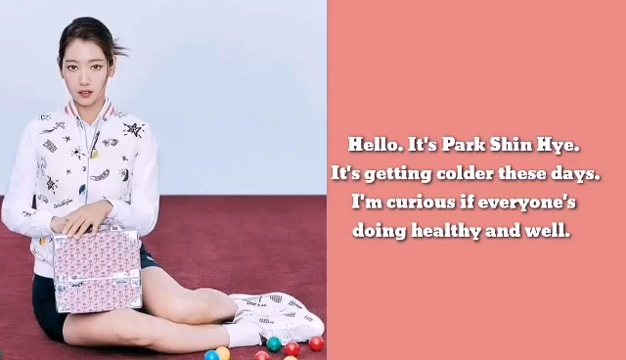 Hello. It's Park Shin Hye.
It's getting colder these days.
I'm curious if everyone's
doing healthy and well.